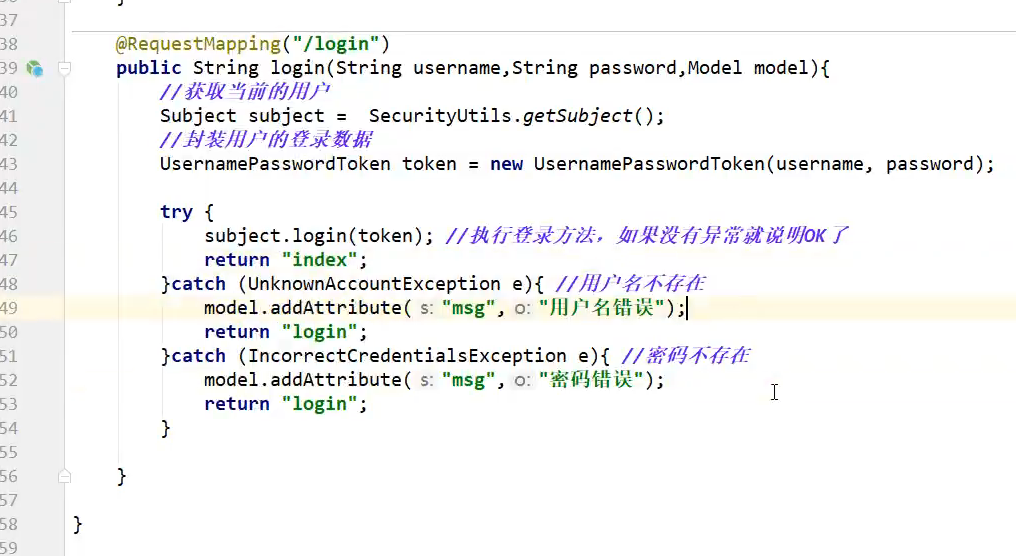 37
38 @RequestMapping("/login")
39 public String login(String username,String password,Model model){
40 //获取当前的用户
41 Subject subject =  SecurityUtils.getSubject();
42 //封装用户的登录数据
43 UsernamePasswordToken token = new UsernamePasswordToken(username, password);
44
45 try {
46 subject.login(token); //执行登录方法，如果没有异常就说明OK了
47 return "index";
48 }catch (UnknownAccountException e){ //用户名不存在
49 model.addAttribute( s: "msg", o: "用户名错误");
50 return "login";
51 }catch (IncorrectCredentialsException e){ //密码不存在
52 model.addAttribute( s: "msg", o: "密码错误");
53 return "login";
54 }
55
56 }
57
58 }
59